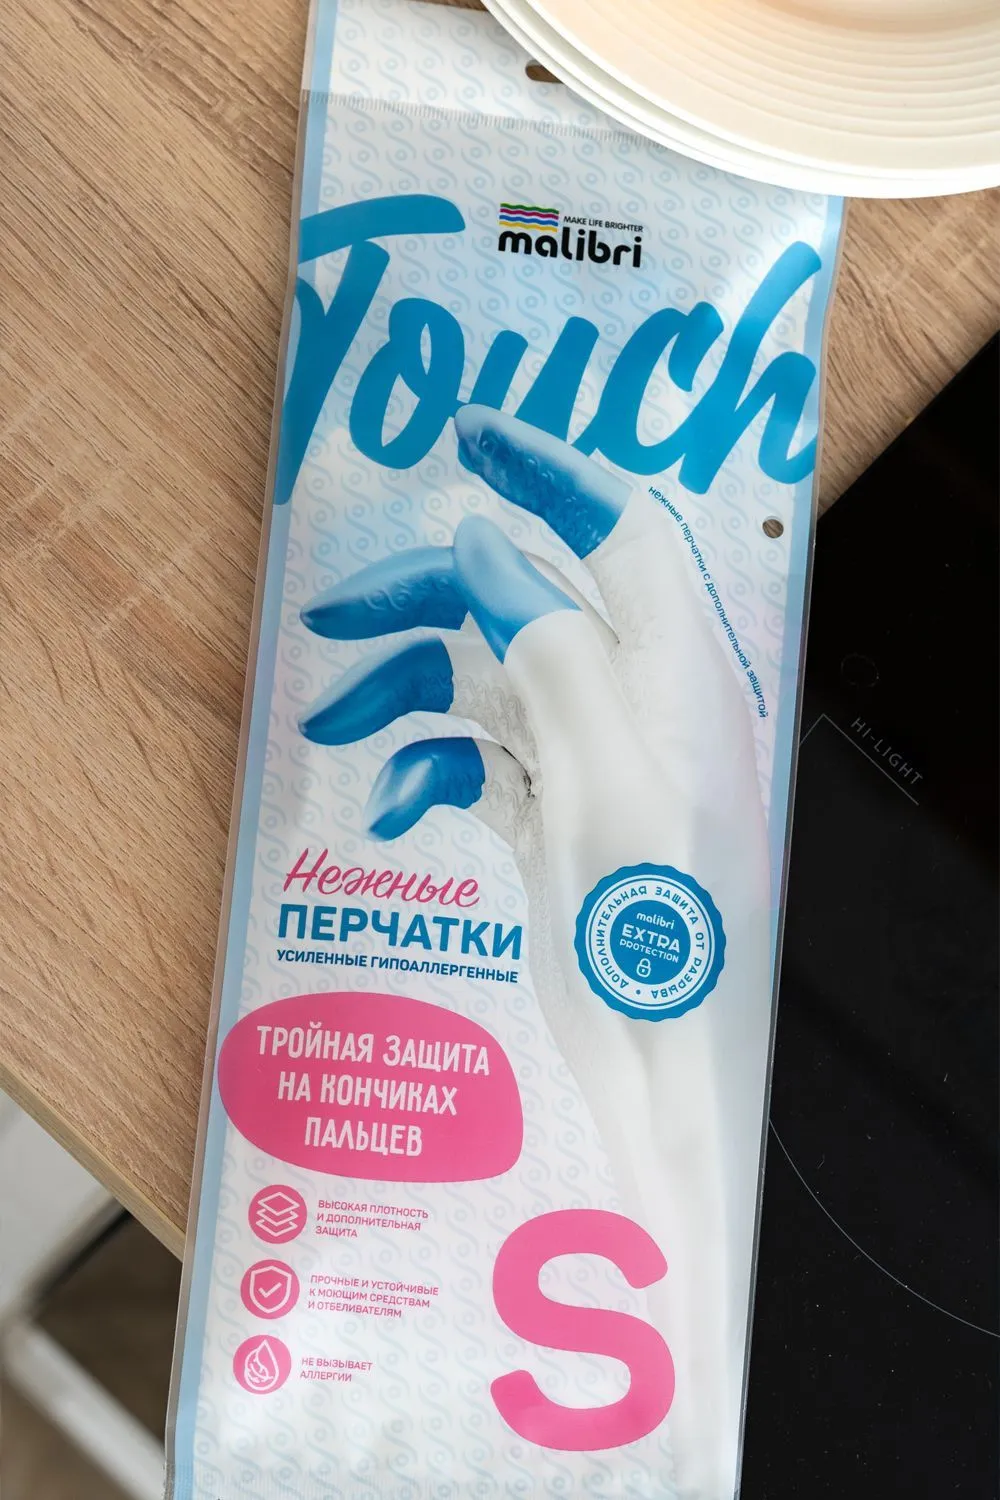 MAKE LIFE BRIGHTER
malibri
Touch
нежные перчатки с дополнительной защитой
HI-LIGHT
Нежные
ПЕРЧАТКИ
УСИЛЕННЫЕ ГИПОАЛЛЕРГЕННЫЕ
ДОПОЛНИТЕЛЬНАЯ ЗАЩИТА ОТ РАЗРЫВА
malibri
EXTRA
PROTECTION
ТРОЙНАЯ ЗАЩИТА
НА КОНЧИКАХ
ПАЛЬЦЕВ
ВЫСОКАЯ ПЛОТНОСТЬ
И ДОПОЛНИТЕЛЬНАЯ
ЗАЩИТА
ПРОЧНЫЕ И УСТОЙЧИВЫЕ
К МОЮЩИМ СРЕДСТВАМ
И ОТБЕЛИВАТЕЛЯМ
НЕ ВЫЗЫВАЕТ
АЛЛЕРГИИ
S